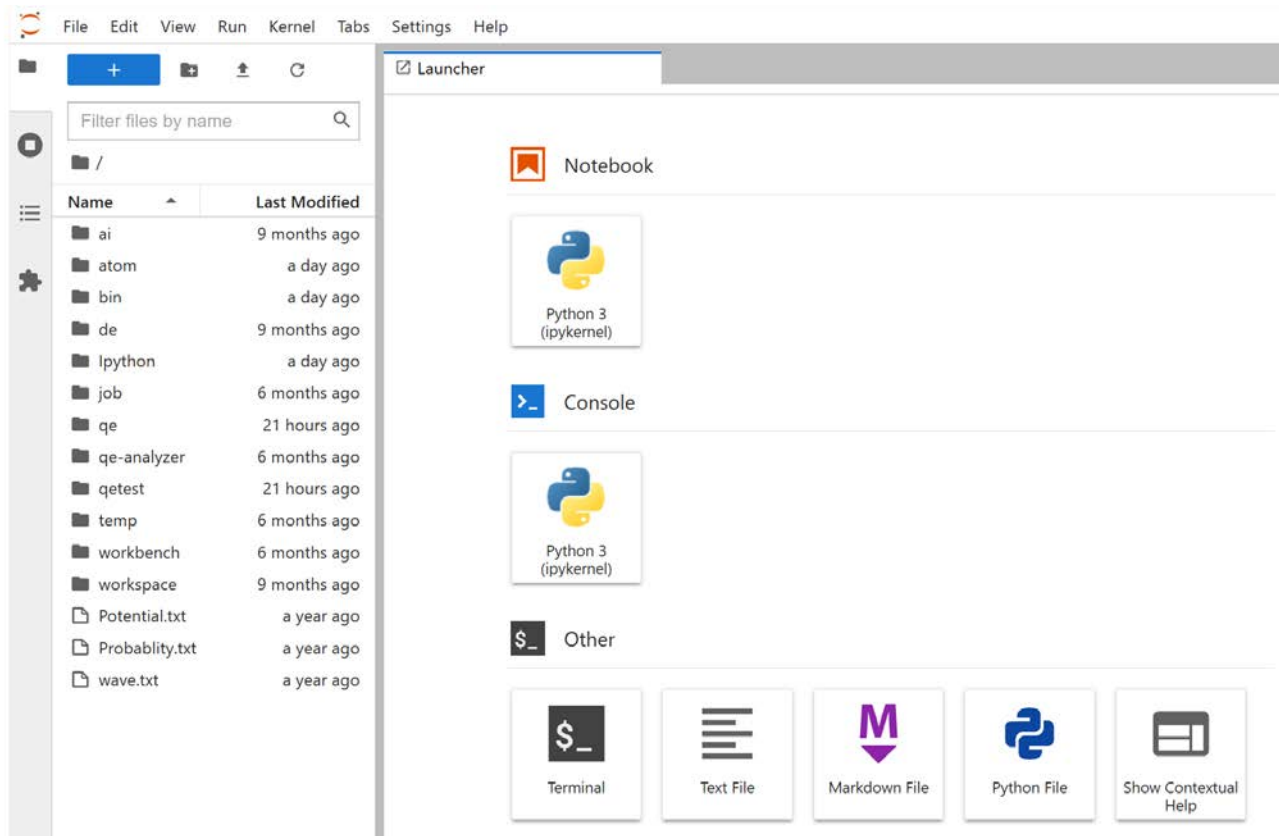 File Edit View Run Kernel Tabs Settings Help
+
Launcher
Filter files by name
/
Name Last Modified
ai 9 months ago
atom a day ago
bin a day ago
de 9 months ago
Ipython a day ago
job 6 months ago
qe 21 hours ago
qe-analyzer 6 months ago
qetest 21 hours ago
temp 6 months ago
workbench 6 months ago
workspace 9 months ago
Potential.txt a year ago
Probablity.txt a year ago
wave.txt a year ago
Notebook
Python 3
(ipykernel)
>_ Console
Python 3
(ipykernel)
$_ Other
$_
M
Terminal Text File Markdown File Python File Show Contextual
Help